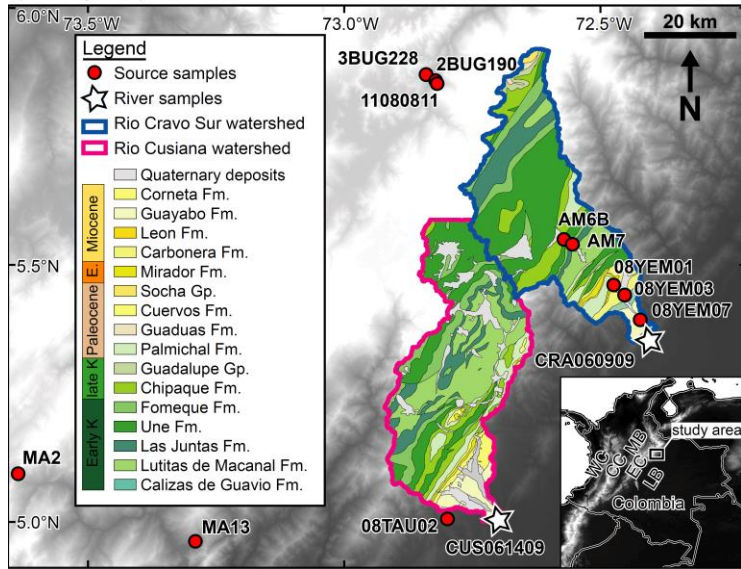 6.0°N
73.5°W
73.0°W
72.5°W
20 km
N
Legend
Source samples
River samples
Rio Cravo Sur watershed
Rio Cusiana watershed
Quaternary deposits
Corneta Fm.
Guayabo Fm.
Leon Fm.
Carbonera Fm.
Mirador Fm.
Socha Gp.
Cuervos Fm.
Guaduas Fm.
Palmichal Fm.
Guadalupe Gp.
Chipaque Fm.
Fomeque Fm.
Une Fm.
Las Juntas Fm.
Lutitas de Macanal Fm.
Calizas de Guavio Fm.
Miocene
E.
Paleocene
late K
Early K
3BUG228
2BUG190
11080811
AM6B
AM7
5.5°N
08YEM01
08YEM03
08YEM07
CRA060909
MA2
5.0°N
MA13
08TAU02
CUS061409
study area
WC
CC
MB
EC
LB
Colombia